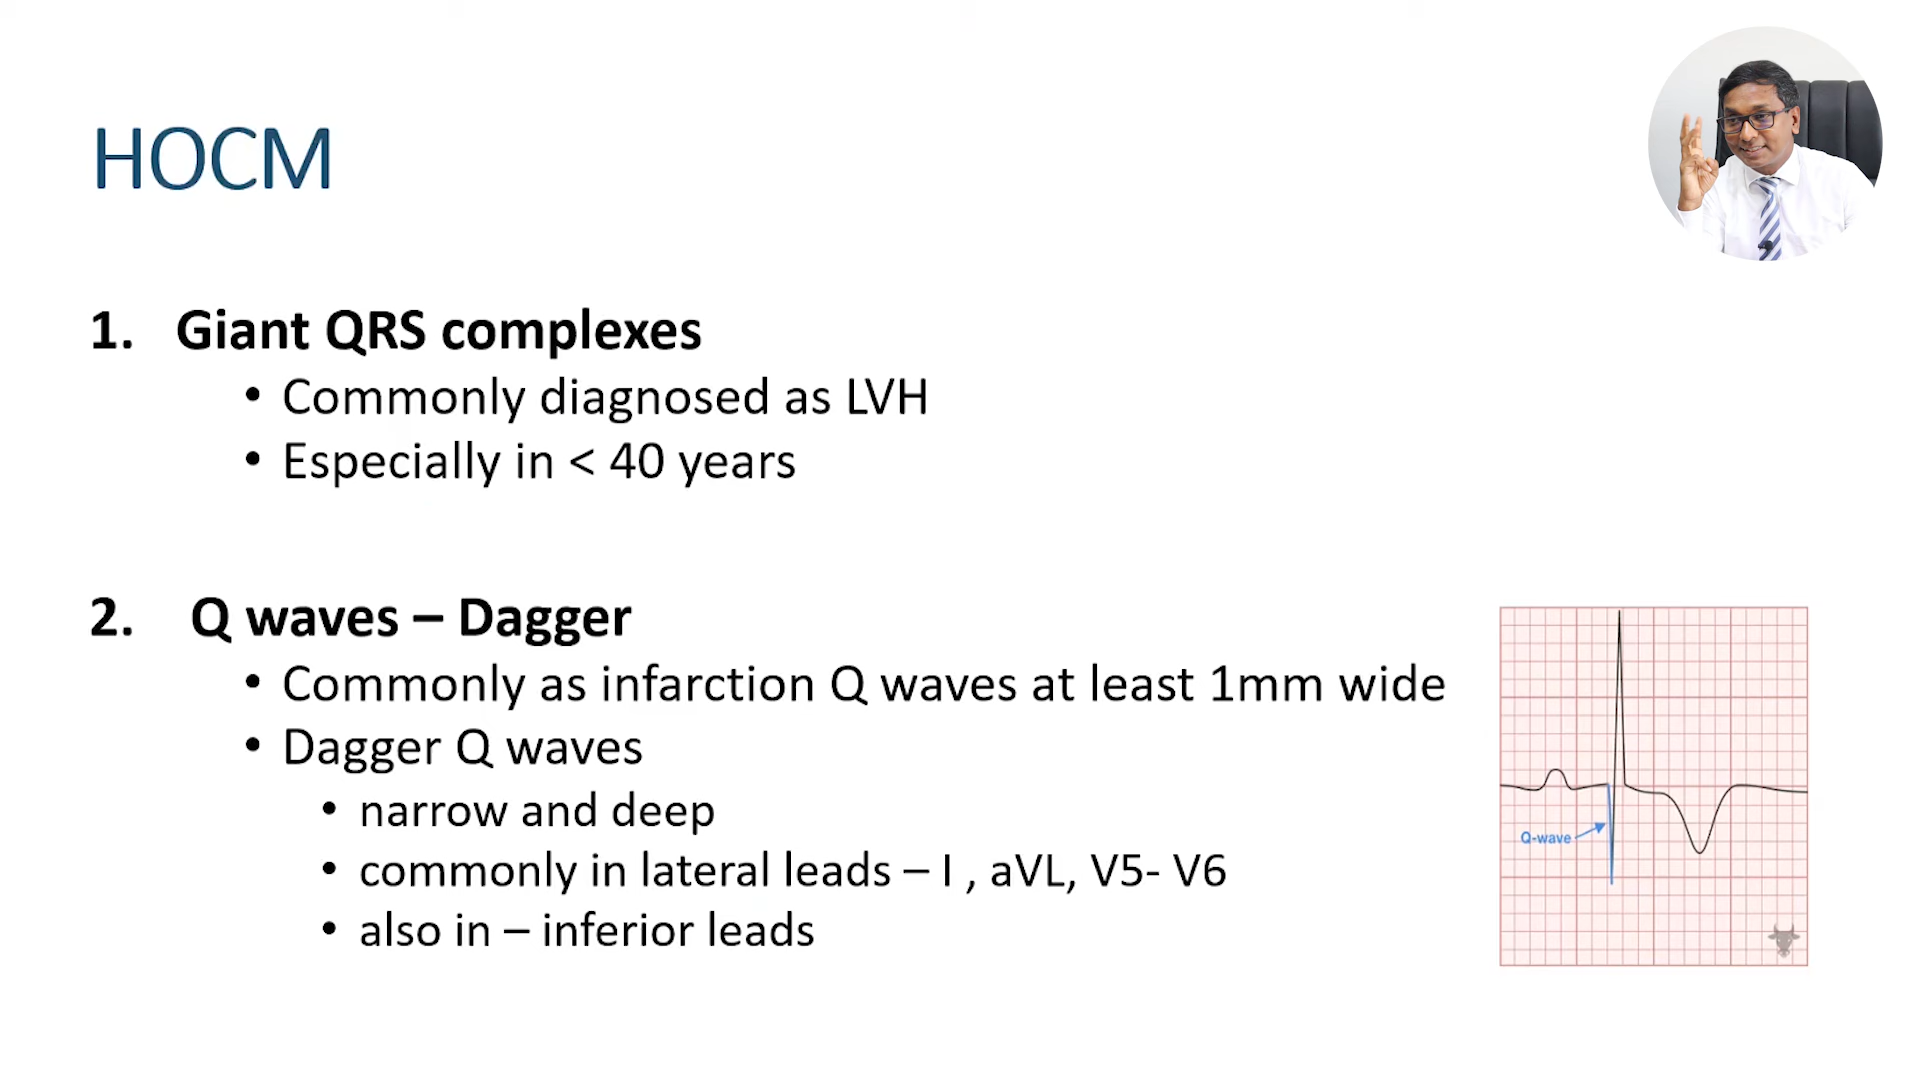 HOCM
1. Giant QRS complexes
• Commonly diagnosed as LVH
• Especially in < 40 years
2. Q waves – Dagger
• Commonly as infarction Q waves at least 1mm wide
• Dagger Q waves
• narrow and deep
• commonly in lateral leads – I , aVL, V5- V6
• also in – inferior leads
Q-wave